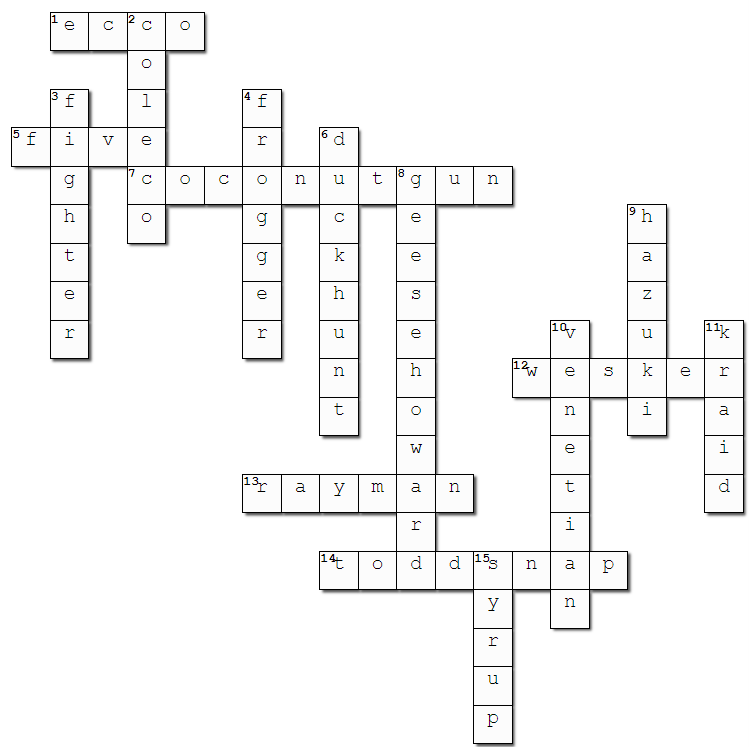 1 e c 2 c o
o
3 f l 4 f
5 f i v e r 6 d
g 7 c o c o n u t 8 g u n
h o g c e 9 h
t g k e a
e e h s z
r r u e 10 v u 11 k
n h 12 w e s k e r
t o n i a
w e i
13 r a y m a n t d
r i
14 t o d d 15 s n a p
y n
r
u
p